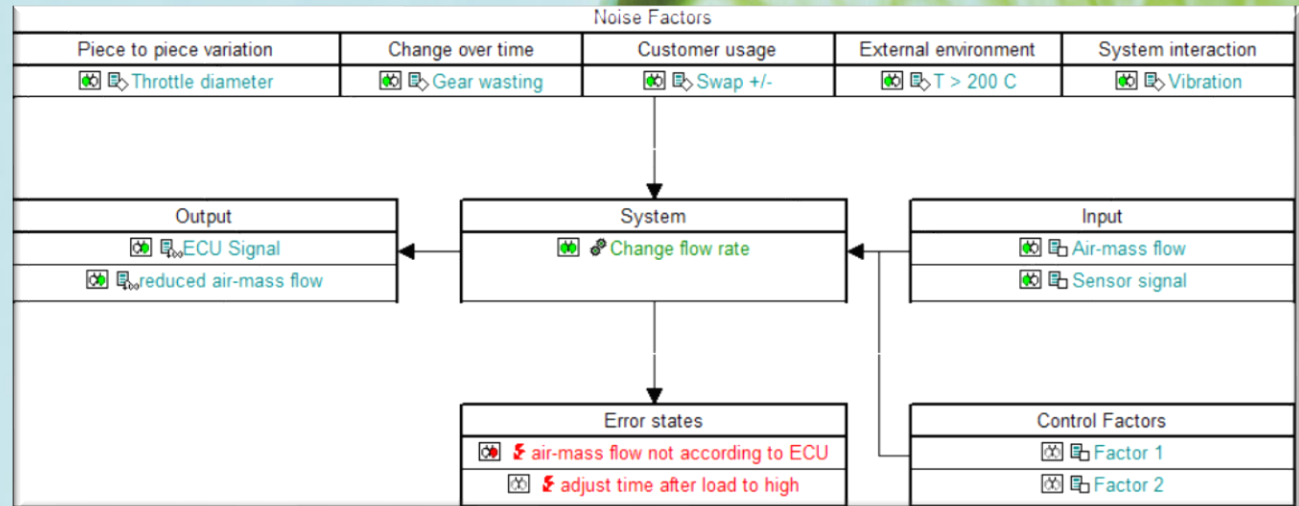 Noise Factors
Piece to piece variation
Change over time
Customer usage
External environment
System interaction
Throttle diameter
Gear wasting
Swap +/-
T > 200 C
Vibration
Output
System
Input
ECU Signal
Change flow rate
Air-mass flow
reduced air-mass flow
Sensor signal
Error states
Control Factors
air-mass flow not according to ECU
Factor 1
adjust time after load to high
Factor 2